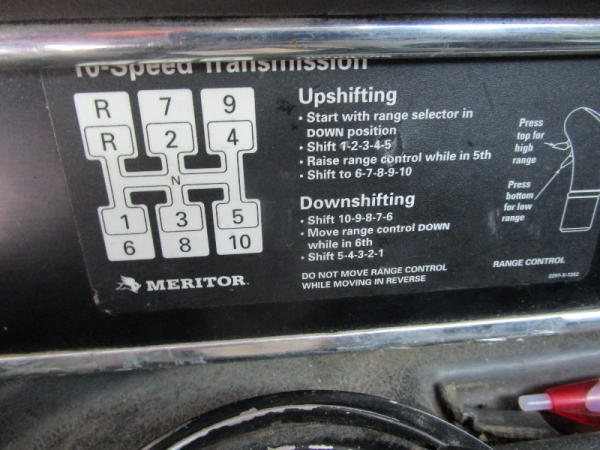 10-Speed Transmission
R 7 9
R 2 4
N
1 3 5
6 8 10
MERITOR
Upshifting
• Start with range selector in
DOWN position
• Shift 1-2-3-4-5
• Raise range control while in 5th
• Shift to 6-7-8-9-10
Downshifting
• Shift 10-9-8-7-6
• Move range control DOWN
while in 6th
• Shift 5-4-3-2-1
DO NOT MOVE RANGE CONTROL
WHILE MOVING IN REVERSE
Press
top for
high
range
Press
bottom
for low
range
RANGE CONTROL